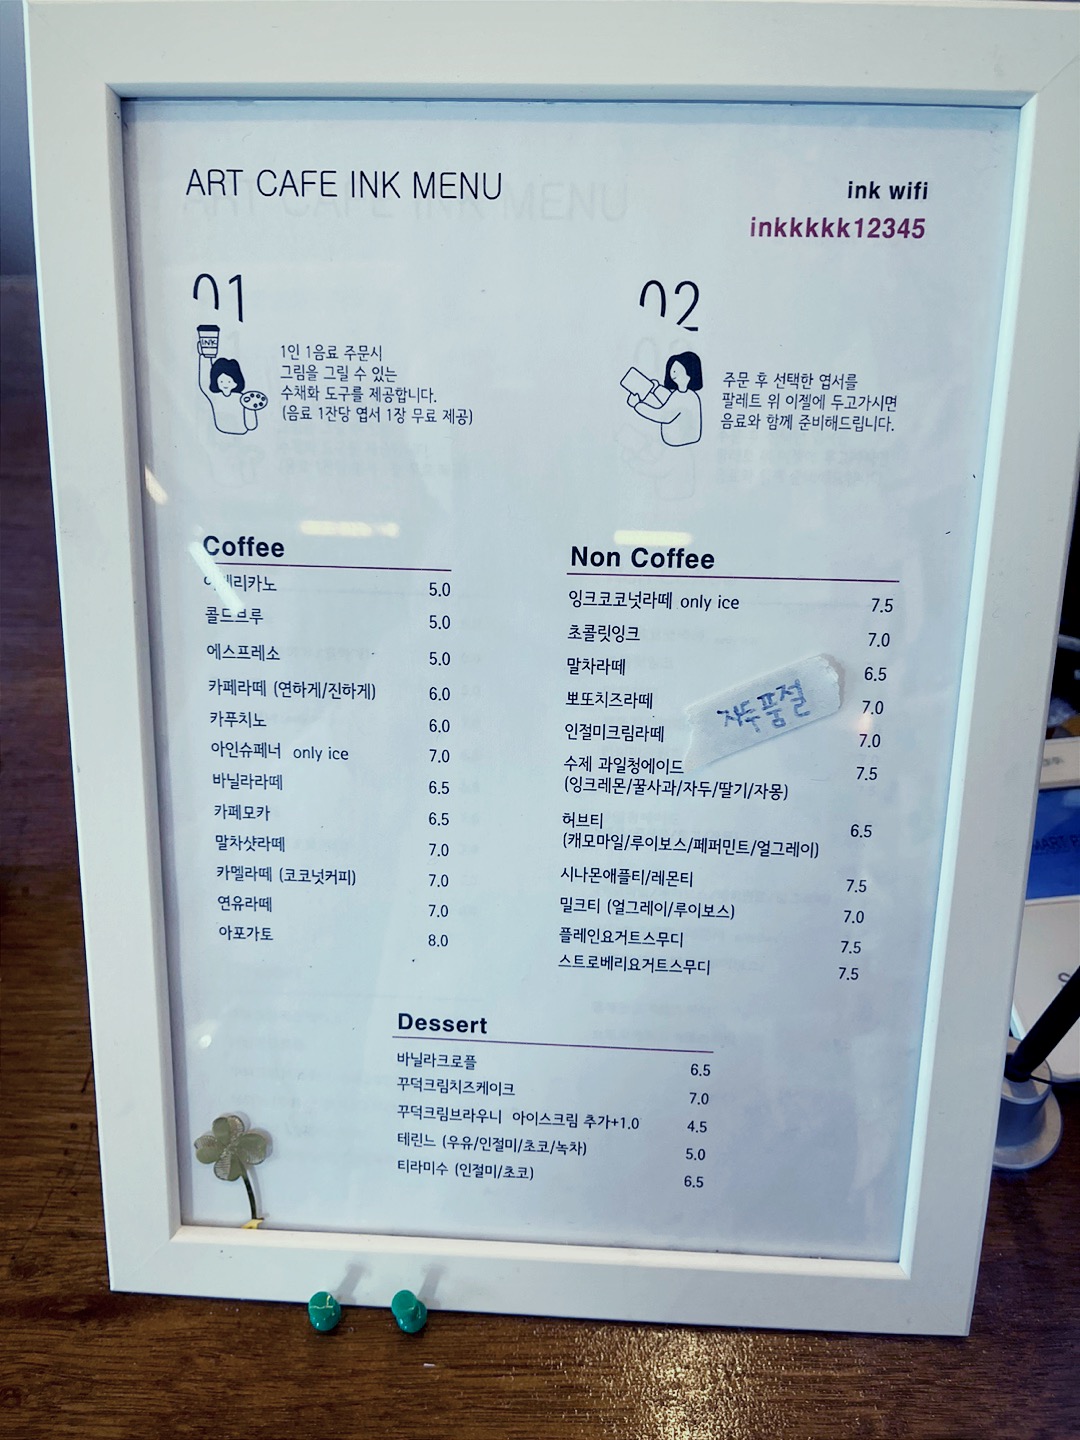 ART CAFE INK MENU
ink wifi
inkkkkk12345
01
INK
1인 1음료 주문시
그림을 그릴 수 있는
수채화 도구를 제공합니다.
(음료 1잔당 엽서 1장 무료 제공)
02
주문 후 선택한 엽서를
팔레트 위 이젤에 두고가시면
음료와 함께 준비해드립니다.
Coffee
아메리카노 5.0
콜드브루 5.0
에스프레소 5.0
카페라떼 (연하게/진하게) 6.0
카푸치노 6.0
아인슈페너 only ice 7.0
바닐라라떼 6.5
카페모카 6.5
말차샷라떼 7.0
카멜라떼 (코코넛커피) 7.0
연유라떼 7.0
아포가토 8.0
Non Coffee
잉크코코넛라떼 only ice 7.5
초콜릿잉크 7.0
말차라떼 6.5
뽀또치즈라떼 7.0
인절미크림라떼 7.0
자두품절
수제 과일청에이드 7.5
(잉크레몬/꿀사과/자두/딸기/자몽)
허브티 6.5
(캐모마일/루이보스/페퍼민트/얼그레이)
시나몬애플티/레몬티 7.5
밀크티 (얼그레이/루이보스) 7.0
플레인요거트스무디 7.5
스트로베리요거트스무디 7.5
Dessert
바닐라크로플 6.5
꾸덕크림치즈케이크 7.0
꾸덕크림브라우니 아이스크림 추가+1.0 4.5
테린느 (우유/인절미/초코/녹차) 5.0
티라미수 (인절미/초코) 6.5